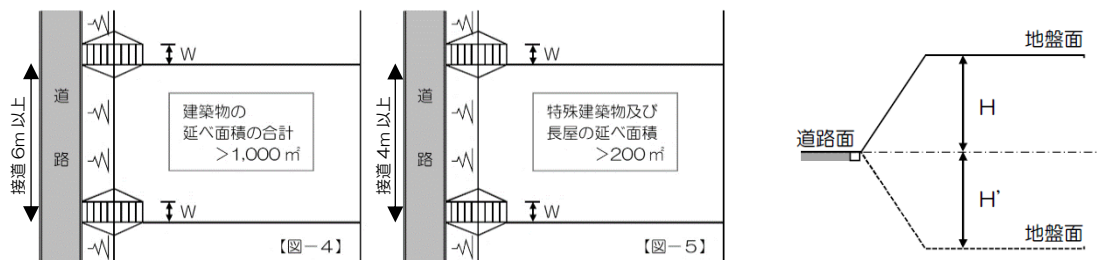 接道6m以上
道
路
W
建築物の
延べ面積の合計
>1,000㎡
W
【図－4】
接道4m以上
道
路
W
特殊建築物及び
長屋の延べ面積
>200㎡
W
【図－5】
地盤面
H
道路面
H'
地盤面